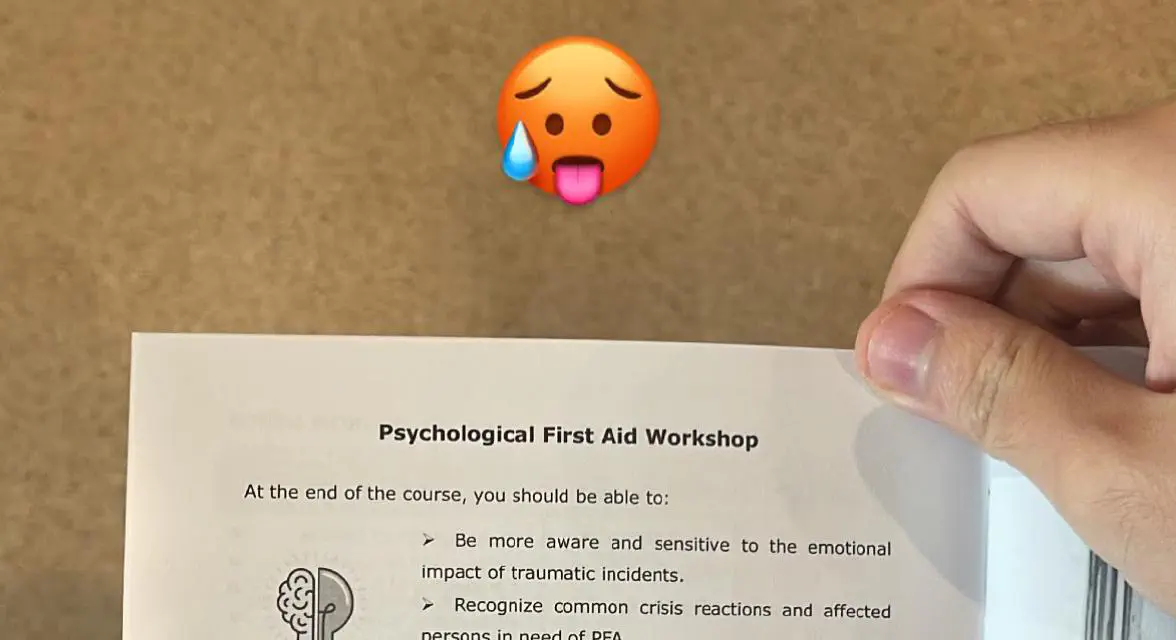 Psychological First Aid Workshop
At the end of the course, you should be able to:
➢ Be more aware and sensitive to the emotional
impact of traumatic incidents.
➢ Recognize common crisis reactions and affected
persons in need of PFA